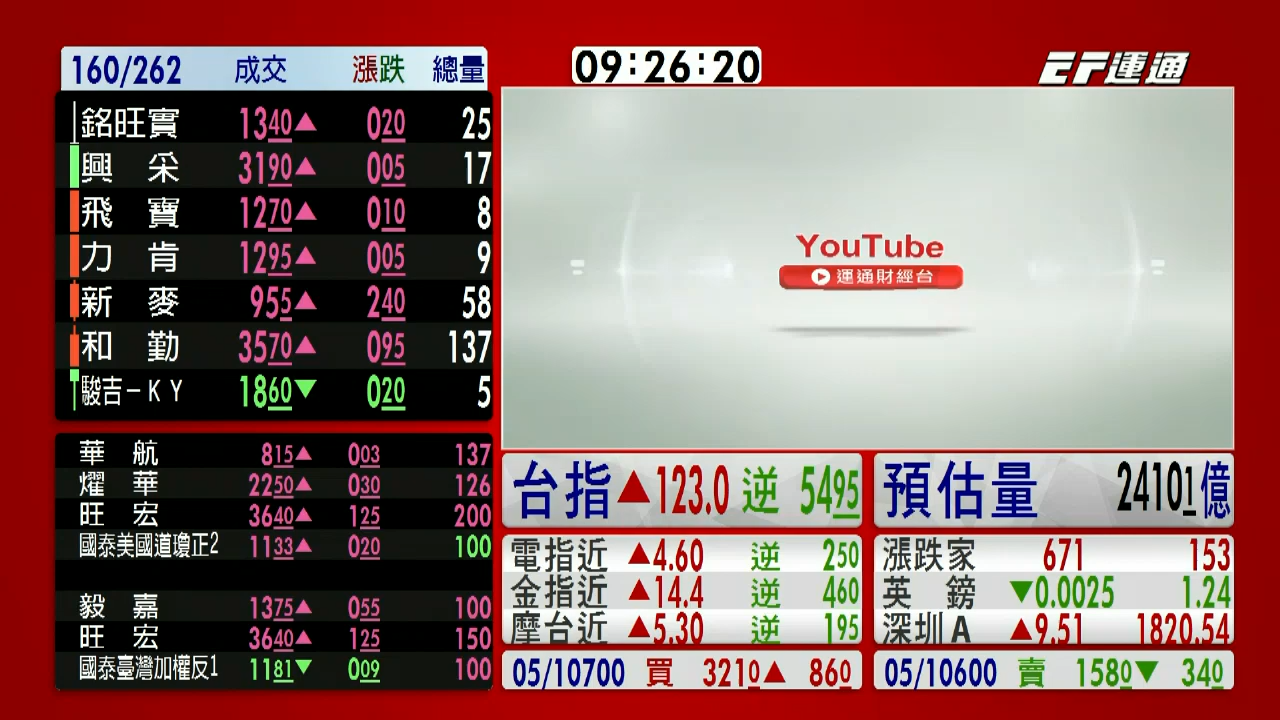 160/262 成交 漲跌 總量
銘旺實 1340▲ 020 25
興采 3190▲ 005 17
飛寶 1270▲ 010 8
力肯 1295▲ 005 9
新麥 955▲ 240 58
和勤 3570▲ 095 137
駿吉－KY 1860▼ 020 5
華航 815▲ 003 137
燿華 2250▲ 030 126
旺宏 3640▲ 125 200
國泰美國道瓊正2 1133▲ 020 100
毅嘉 1375▲ 055 100
旺宏 3640▲ 125 150
國泰臺灣加權反1 1181▼ 009 100
09:26:20
EF運通
YouTube
運通財經台
台指▲123.0 逆 5495
電指近 ▲4.60 逆 250
金指近 ▲14.4 逆 460
摩台近 ▲5.30 逆 195
05/10700 買 3210▲ 860
預估量 24101億
漲跌家 671 153
英鎊 ▼0.0025 1.24
深圳A ▲9.51 1820.54
05/10600 賣 1580▼ 340